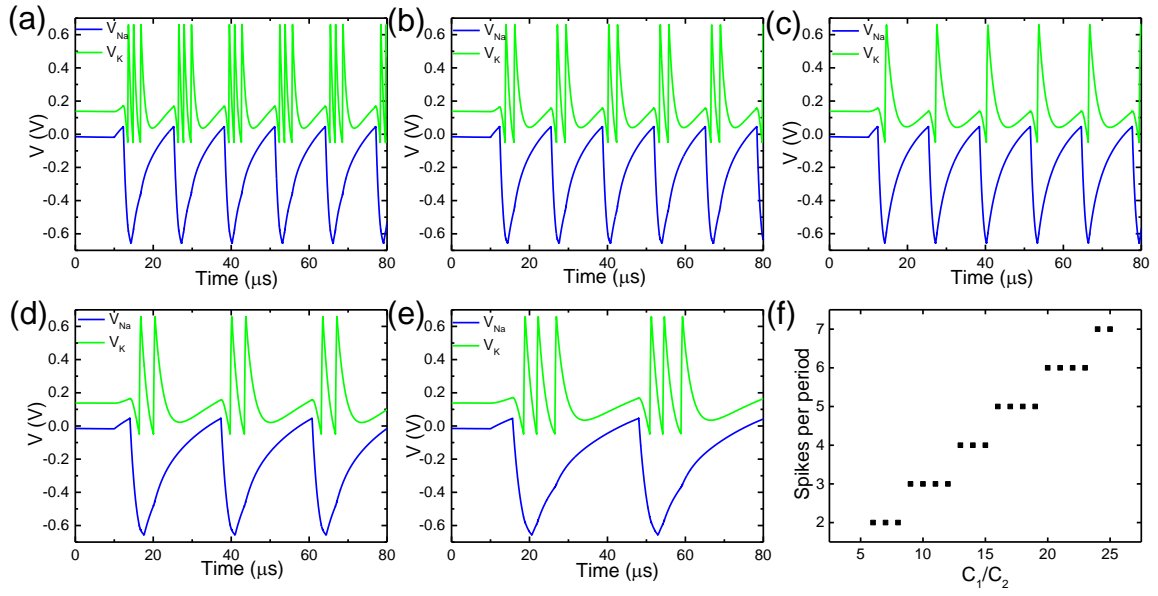 (a)
V_Na
V_K
V (V)
0.6
0.4
0.2
0.0
-0.2
-0.4
-0.6
0 20 40 60 80
Time (μs)
(b)
V_Na
V_K
V (V)
0.6
0.4
0.2
0.0
-0.2
-0.4
-0.6
0 20 40 60 80
Time (μs)
(c)
V_Na
V_K
V (V)
0.6
0.4
0.2
0.0
-0.2
-0.4
-0.6
0 20 40 60 80
Time (μs)
(d)
V_Na
V_K
V (V)
0.6
0.4
0.2
0.0
-0.2
-0.4
-0.6
0 20 40 60 80
Time (μs)
(e)
V_Na
V_K
V (V)
0.6
0.4
0.2
0.0
-0.2
-0.4
-0.6
0 20 40 60 80
Time (μs)
(f)
Spikes per period
7
6
5
4
3
2
5 10 15 20 25
C_1/C_2